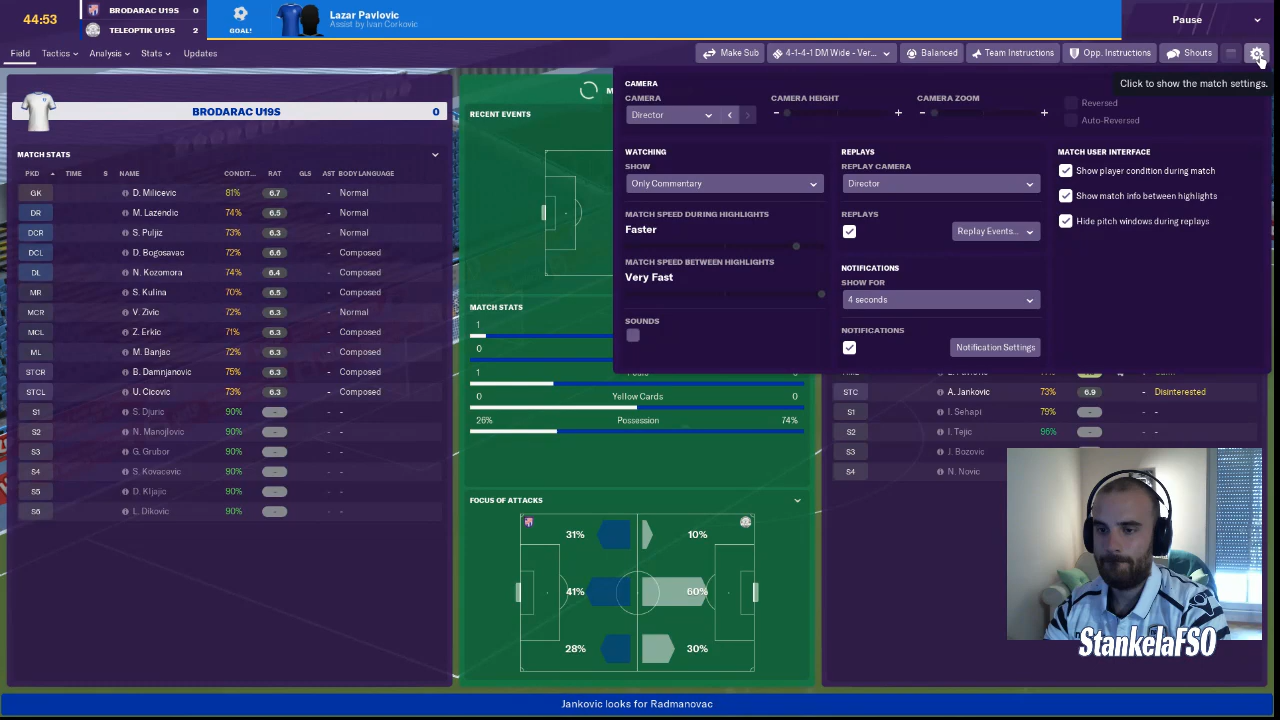 44:53
BRODARAC U19S 0
TELEOPTIK U19S 2
GOAL!
Lazar Pavlovic
Assist by Ivan Corkovic
Pause
Field Tactics Analysis Stats Updates
Make Sub 4-1-4-1 DM Wide - Ver... Balanced Team Instructions Opp. Instructions Shouts
Click to show the match settings.
BRODARAC U19S 0
MATCH STATS
PKD TIME S NAME CONDIT... RAT GLS AST BODY LANGUAGE
GK D. Milicevic 81% 6.7 - Normal
DR M. Lazendic 74% 6.5 - Normal
DCR S. Puljiz 73% 6.3 - Normal
DCL D. Bogosavac 72% 6.6 - Composed
DL N. Kozomora 74% 6.4 - Composed
MR S. Kulina 70% 6.5 - Composed
MCR V. Zivic 72% 6.3 - Normal
MCL Z. Erkic 71% 6.3 - Composed
ML M. Banjac 72% 6.3 - Composed
STCR B. Damnjanovic 75% 6.3 - Composed
STCL U. Cicovic 73% 6.3 - Composed
S1 S. Djuric 90% - - -
S2 N. Manojlovic 90% - - -
S3 G. Grubor 90% - - -
S4 S. Kovacevic 90% - - -
S5 D. Kljajic 90% - - -
S6 L. Dikovic 90% - - -
RECENT EVENTS
MATCH STATS
1
0
1
0 Yellow Cards 0
26% Possession 74%
FOCUS OF ATTACKS
31% 10%
41% 60%
28% 30%
CAMERA
CAMERA
Director
CAMERA HEIGHT
- +
CAMERA ZOOM
- +
Reversed
Auto-Reversed
WATCHING
SHOW
Only Commentary
MATCH SPEED DURING HIGHLIGHTS
Faster
MATCH SPEED BETWEEN HIGHLIGHTS
Very Fast
SOUNDS
REPLAYS
REPLAY CAMERA
Director
REPLAYS
Replay Events...
NOTIFICATIONS
SHOW FOR
4 seconds
NOTIFICATIONS
Notification Settings
MATCH USER INTERFACE
Show player condition during match
Show match info between highlights
Hide pitch windows during replays
STC A. Jankovic 73% 6.9 - Disinterested
S1 I. Sehapi 79% - - -
S2 I. Tejic 96% - - -
S3 J. Bozovic
S4 N. Novic
StankelaFSO
Jankovic looks for Radmanovac